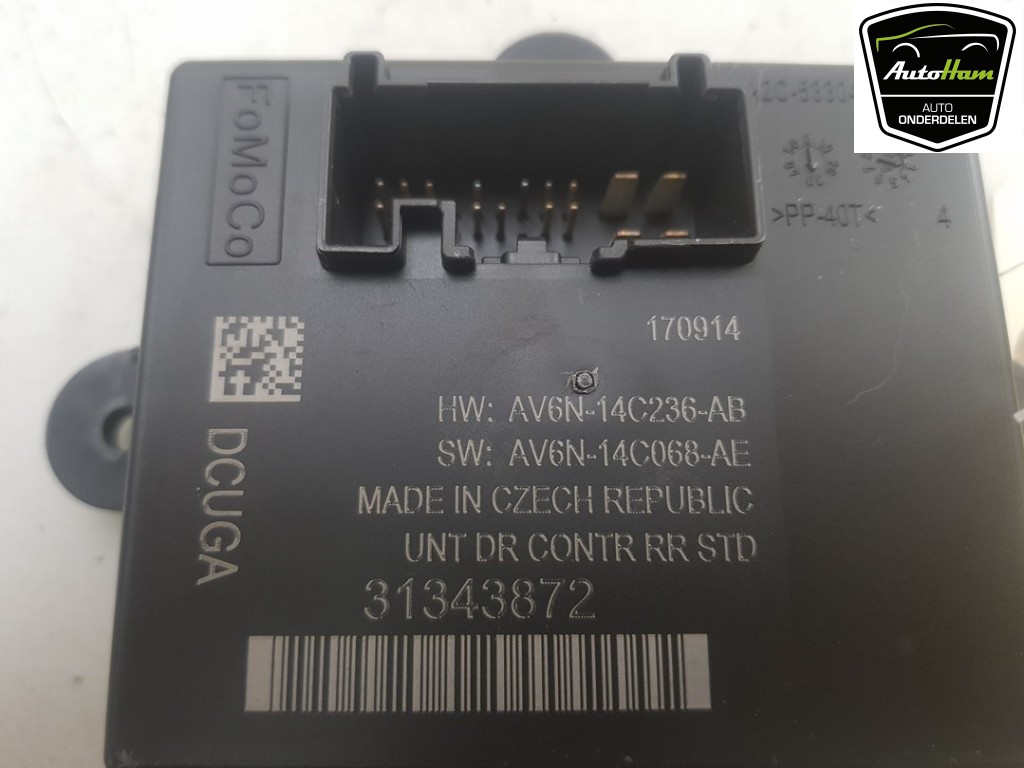 AutoHam
AUTO
ONDERDELEN
FoMoCo
>PP-40T<
4
170914
HW: AV6N-14C236-AB
SW: AV6N-14C068-AE
MADE IN CZECH REPUBLIC
UNT DR CONTR RR STD
31343872
DCUGA